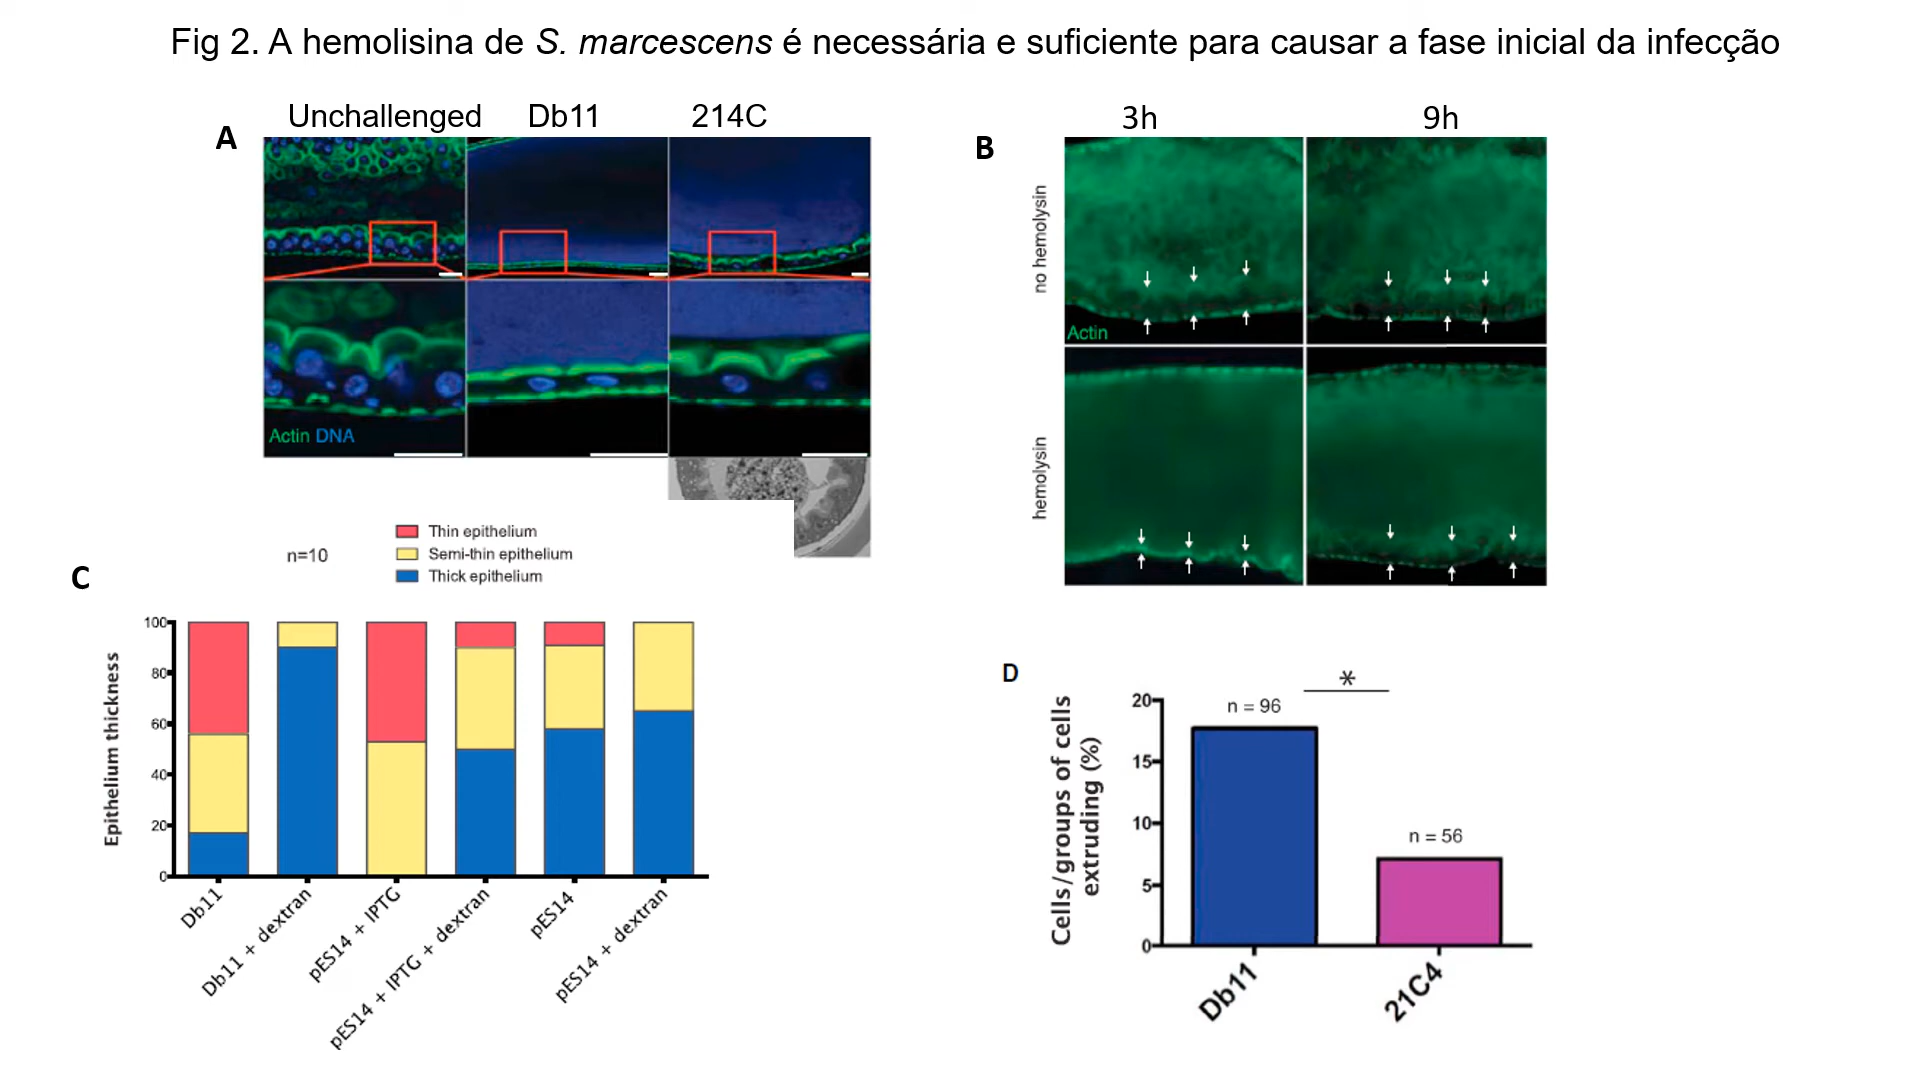 Fig 2. A hemolisina de S. marcescens é necessária e suficiente para causar a fase inicial da infecção
A
Unchallenged Db11 214C
Actin DNA
B
3h 9h
no hemolysin
Actin
hemolysin
C
n=10
Thin epithelium
Semi-thin epithelium
Thick epithelium
Epithelium thickness
100
80
60
40
20
0
Db11
Db11 + dextran
pES14 + IPTG
pES14 + IPTG + dextran
pES14
pES14 + dextran
D
*
n = 96
n = 56
Cells/groups of cells
extruding (%)
20
15
10
5
0
Db11
21C4